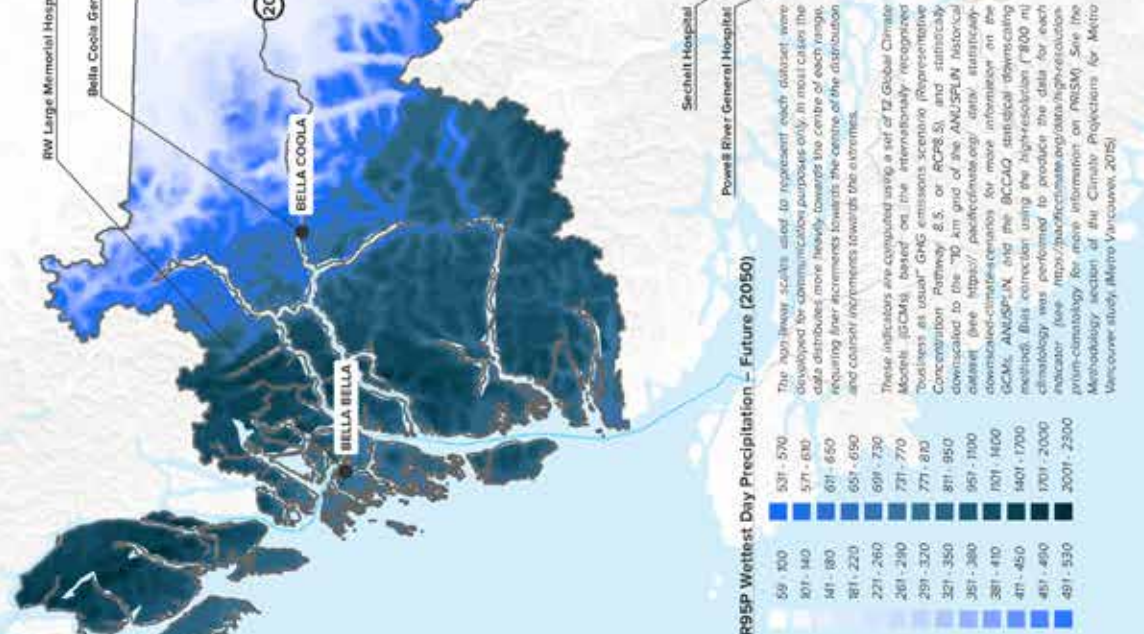 RW Large Memorial Hosp
Bella Coola Ger
20
BELLA COOLA
BELLA BELLA
Sechelt Hospital
Powell River General Hospital
R95P Wettest Day Precipitation – Future (2050)
59 - 100
101 - 140
141 - 180
181 - 220
221 - 260
261 - 290
291 - 320
321 - 350
351 - 380
381 - 410
411 - 450
451 - 490
491 - 530
531 - 570
571 - 610
611 - 650
651 - 690
691 - 730
731 - 770
771 - 810
811 - 950
951 - 1100
1101 - 1400
1401 - 1700
1701 - 2000
2001 - 2300
The non-linear scales used to represent each dataset were
developed for communication purposes only. In most cases the
data distributes more heavily towards the centre of each range,
requiring finer increments towards the centre of the distribution
and coarser increments towards the extremes.
These indicators are computed using a set of 12 Global Climate
Models (GCMs) based on the internationally recognized
"business as usual" GHG emissions scenario (Representative
Concentration Pathway 8.5, or RCP8.5), and statistically
downscaled to the ~10 km grid of the ANUSPLIN historical
dataset (see https:// pacificclimate.org/ data/ statistically-
downscaled-climate-scenarios for more information on the
GCMs, ANUSPLIN, and the BCCAQ statistical downscaling
method). Bias correction using the high-resolution (~800 m)
climatology was performed to produce the data for each
indicator (see https://pacificclimate.org/data/high-resolution-
prism-climatology for more information on PRISM). See the
Methodology section of the Climate Projections for Metro
Vancouver study (Metro Vancouver, 2015)